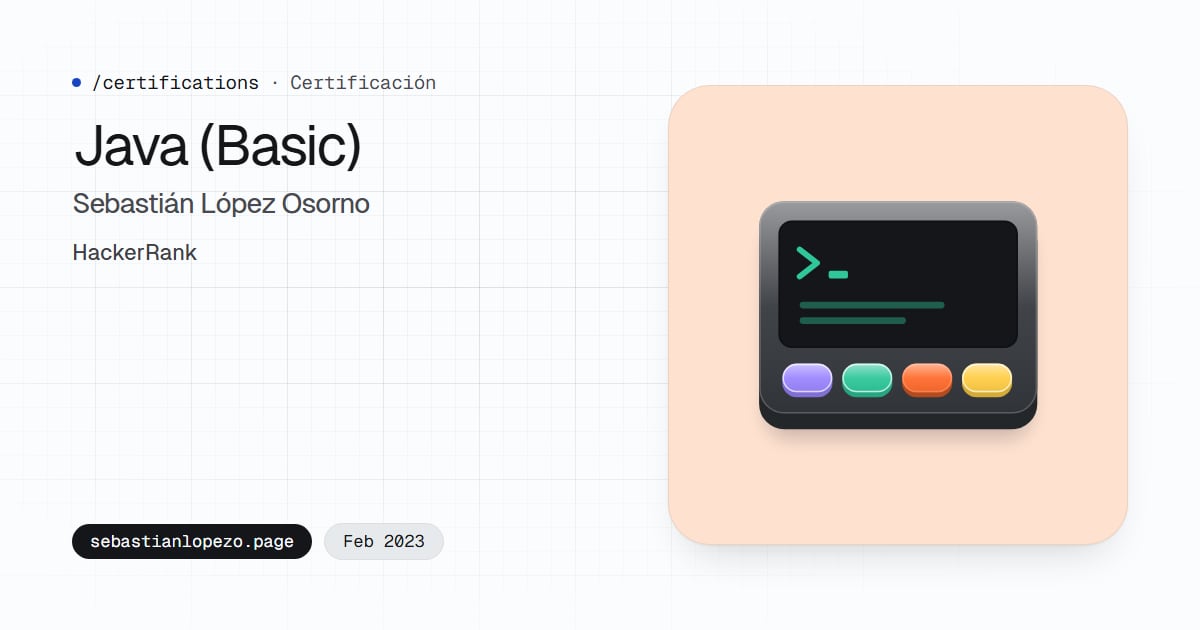 /certifications · Certificación
Java (Basic)
Sebastián López Osorno
HackerRank
>_
sebastianlopezo.page
Feb 2023